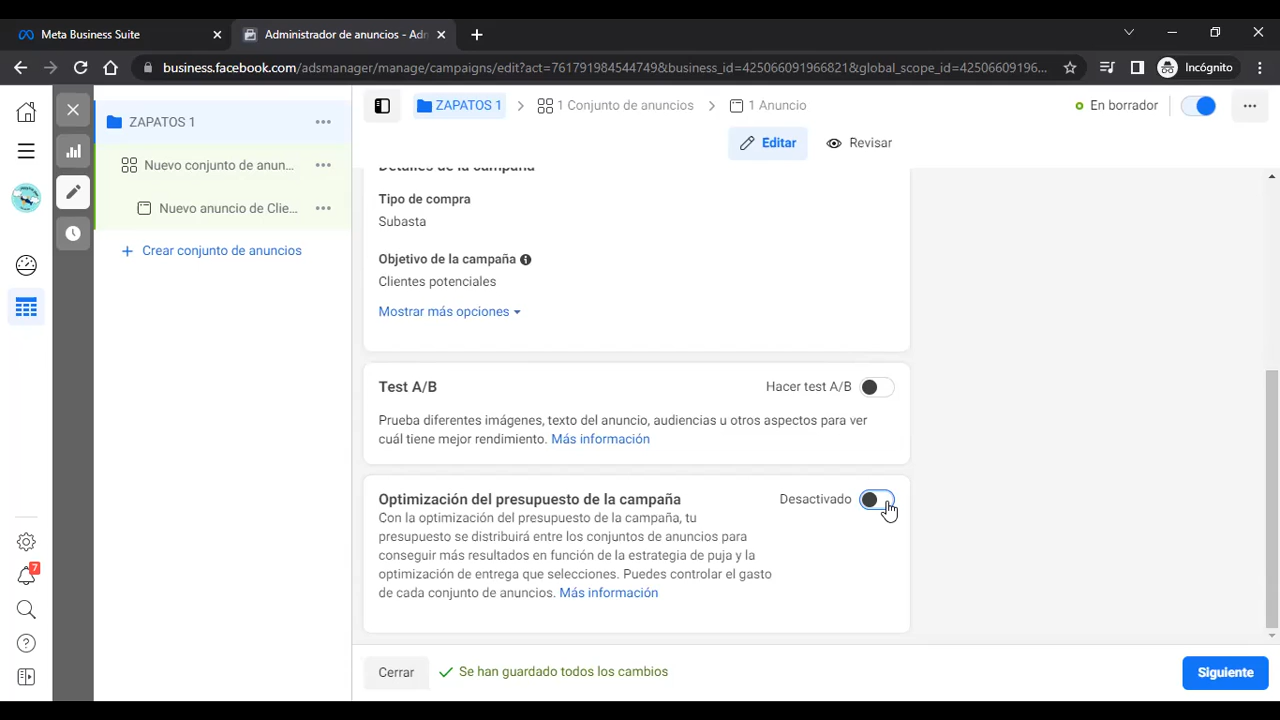 Meta Business Suite
Administrador de anuncios - Adn
business.facebook.com/adsmanager/manage/campaigns/edit?act=761791984544749&business_id=425066091966821&global_scope_id=42506609196...
Incógnito
ZAPATOS 1
1 Conjunto de anuncios
1 Anuncio
En borrador
Editar
Revisar
ZAPATOS 1
Nuevo conjunto de anun...
Nuevo anuncio de Clie...
Crear conjunto de anuncios
Detalles de la campaña
Tipo de compra
Subasta
Objetivo de la campaña
Clientes potenciales
Mostrar más opciones
Test A/B
Hacer test A/B
Prueba diferentes imágenes, texto del anuncio, audiencias u otros aspectos para ver
cuál tiene mejor rendimiento. Más información
Optimización del presupuesto de la campaña
Desactivado
Con la optimización del presupuesto de la campaña, tu
presupuesto se distribuirá entre los conjuntos de anuncios para
conseguir más resultados en función de la estrategia de puja y la
optimización de entrega que selecciones. Puedes controlar el gasto
de cada conjunto de anuncios. Más información
7
Cerrar
Se han guardado todos los cambios
Siguiente